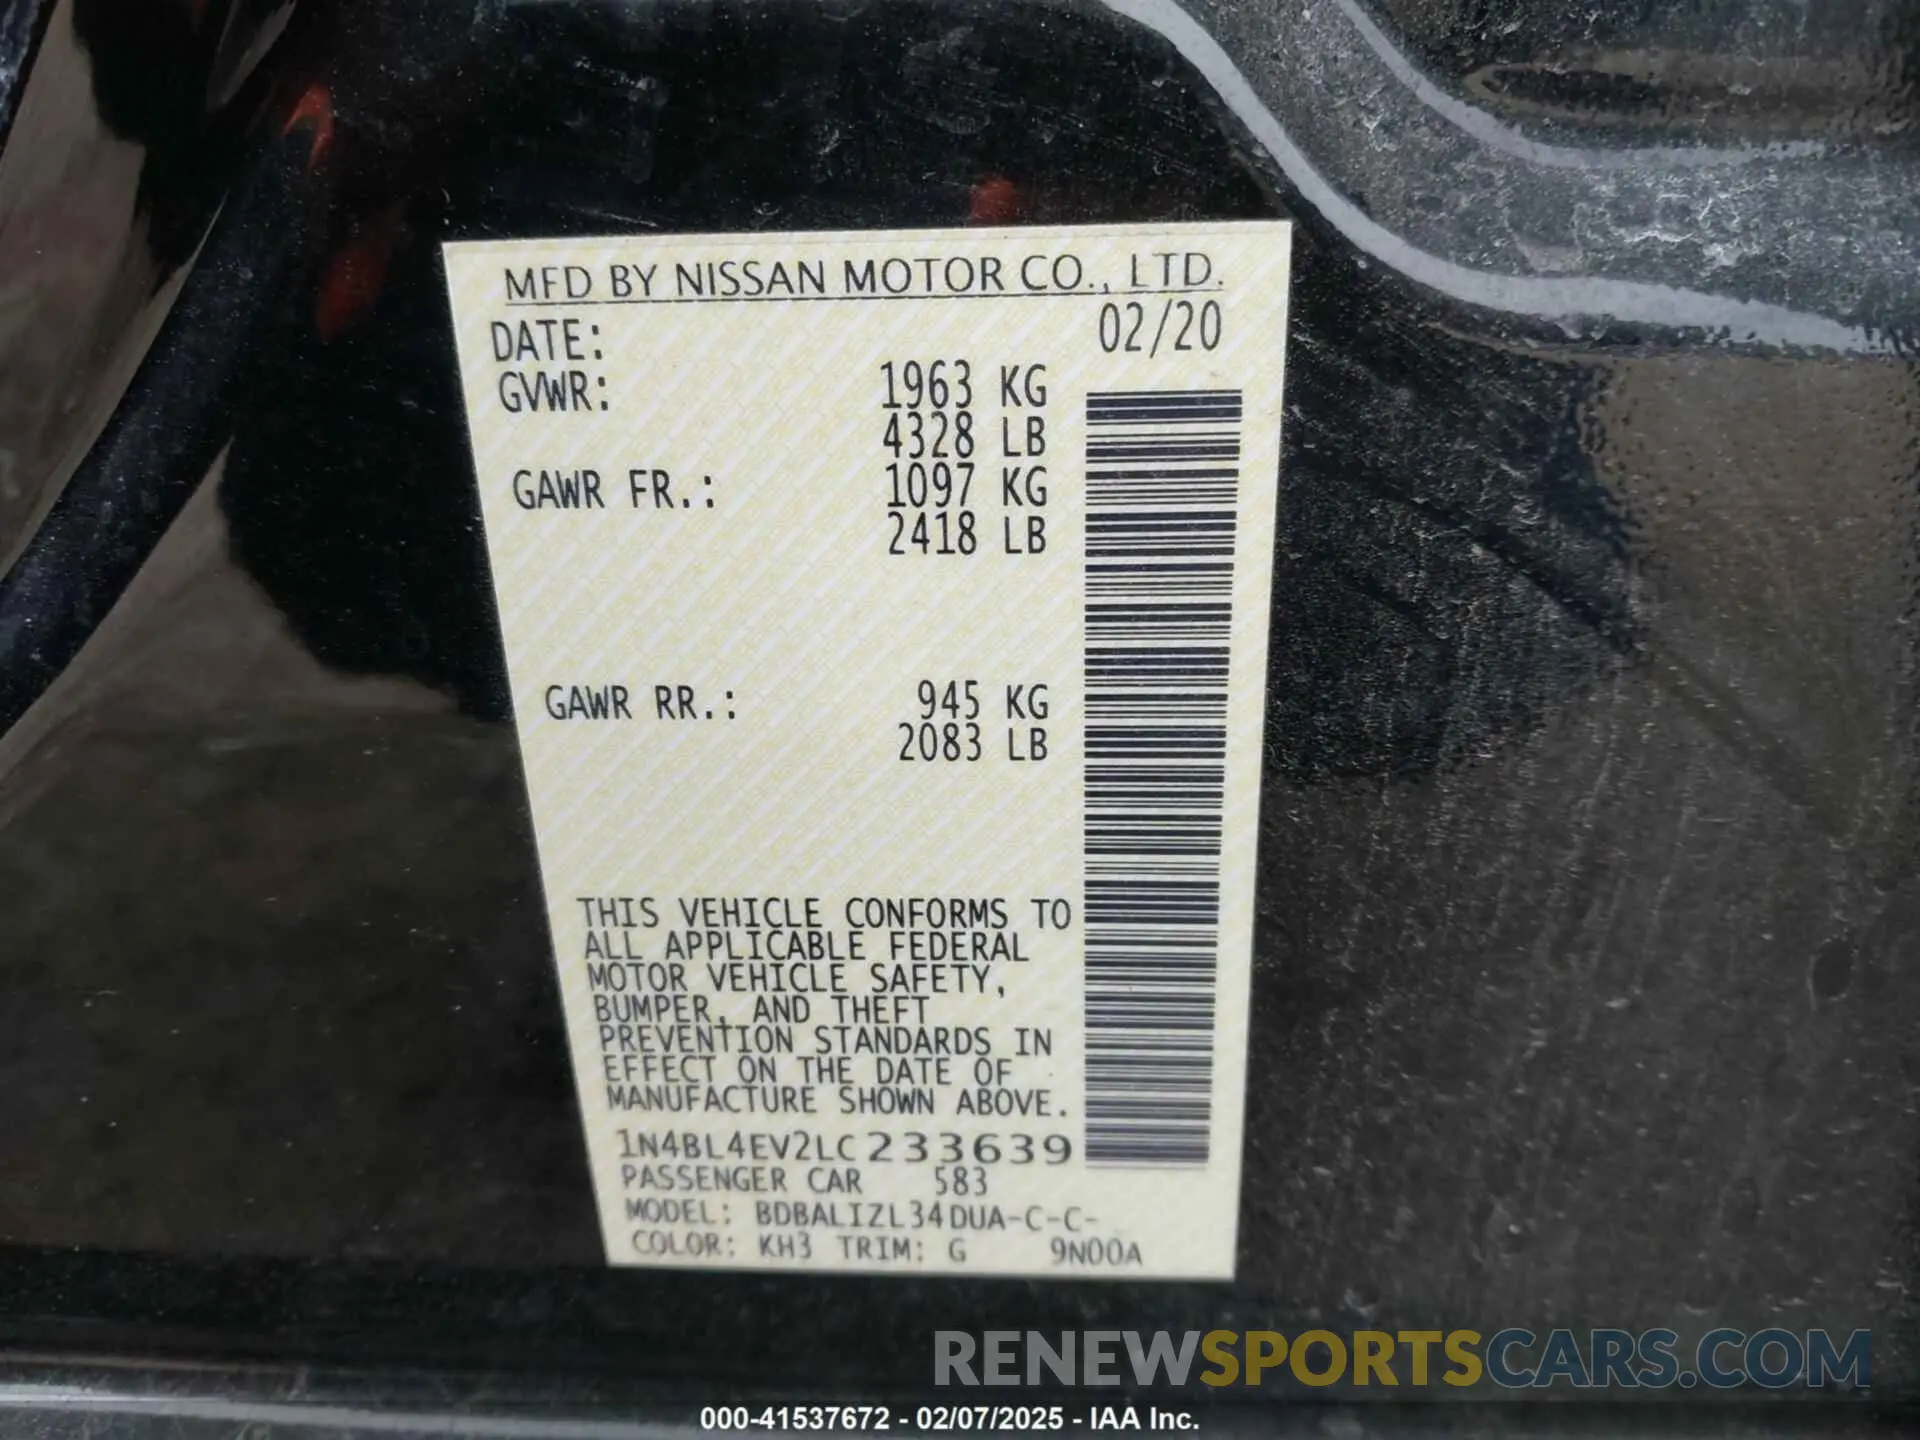 MFD BY NISSAN MOTOR CO., LTD.
DATE: 02/20
GVWR: 1963 KG
4328 LB
GAWR FR.: 1097 KG
2418 LB
GAWR RR.: 945 KG
2083 LB
THIS VEHICLE CONFORMS TO
ALL APPLICABLE FEDERAL
MOTOR VEHICLE SAFETY,
BUMPER, AND THEFT
PREVENTION STANDARDS IN
EFFECT ON THE DATE OF
MANUFACTURE SHOWN ABOVE.
1N4BL4EV2LC233639
PASSENGER CAR 583
MODEL: BDBALIZL34DUA-C-C-
COLOR: KH3 TRIM: G 9N00A
RENEWSPORTSCARS.COM
000-41537672 - 02/07/2025 - IAA Inc.